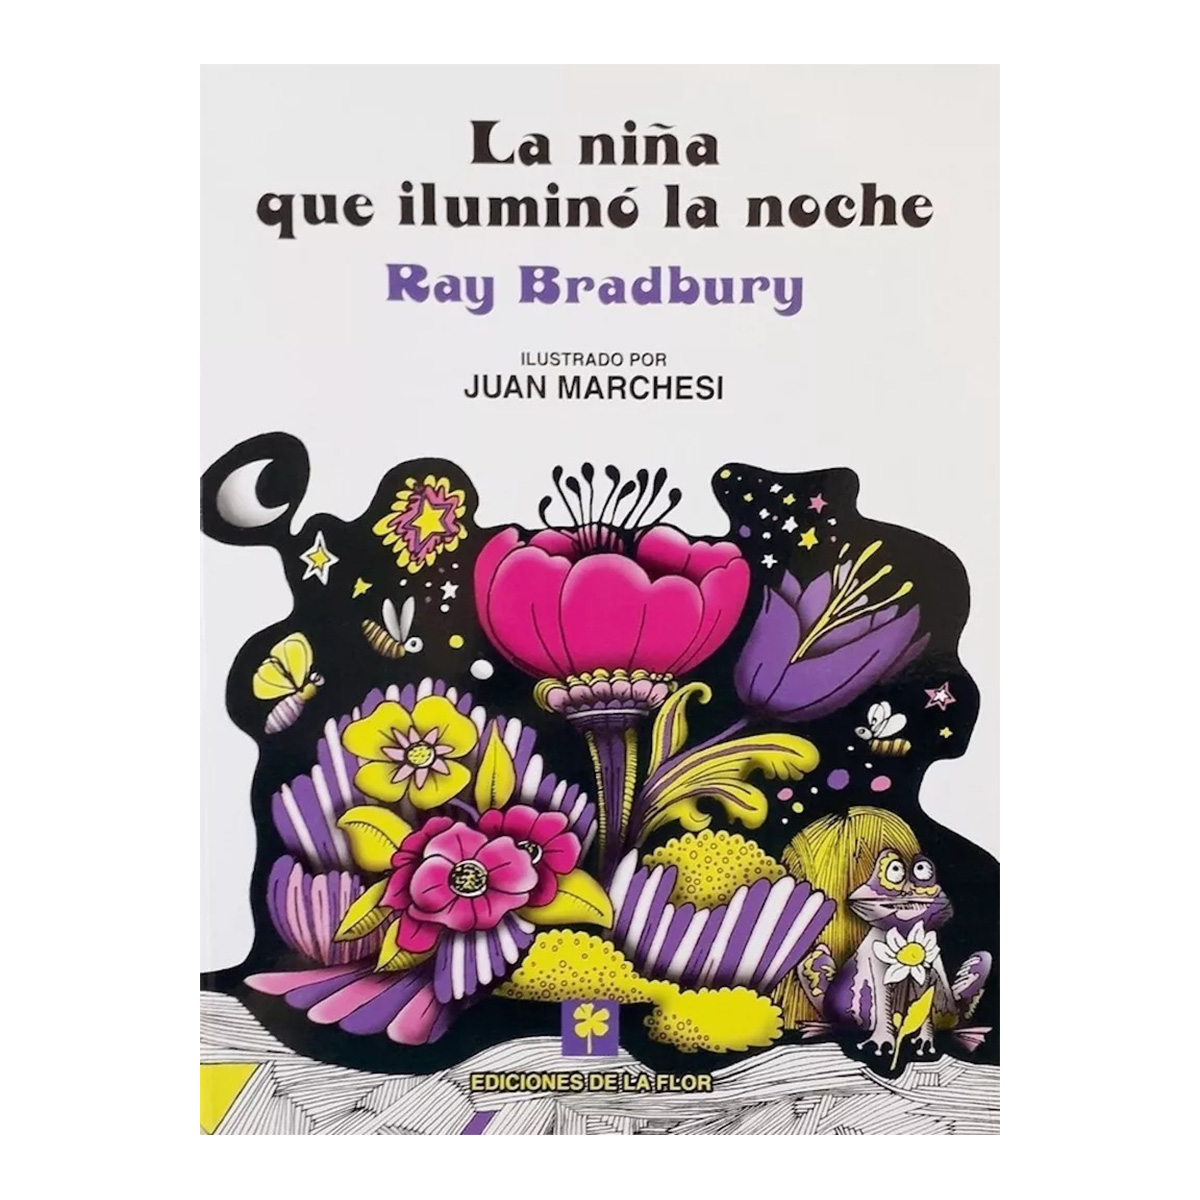 La niña
que iluminó la noche
Ray Bradbury
ILUSTRADO POR
JUAN MARCHESI
EDICIONES DE LA FLOR